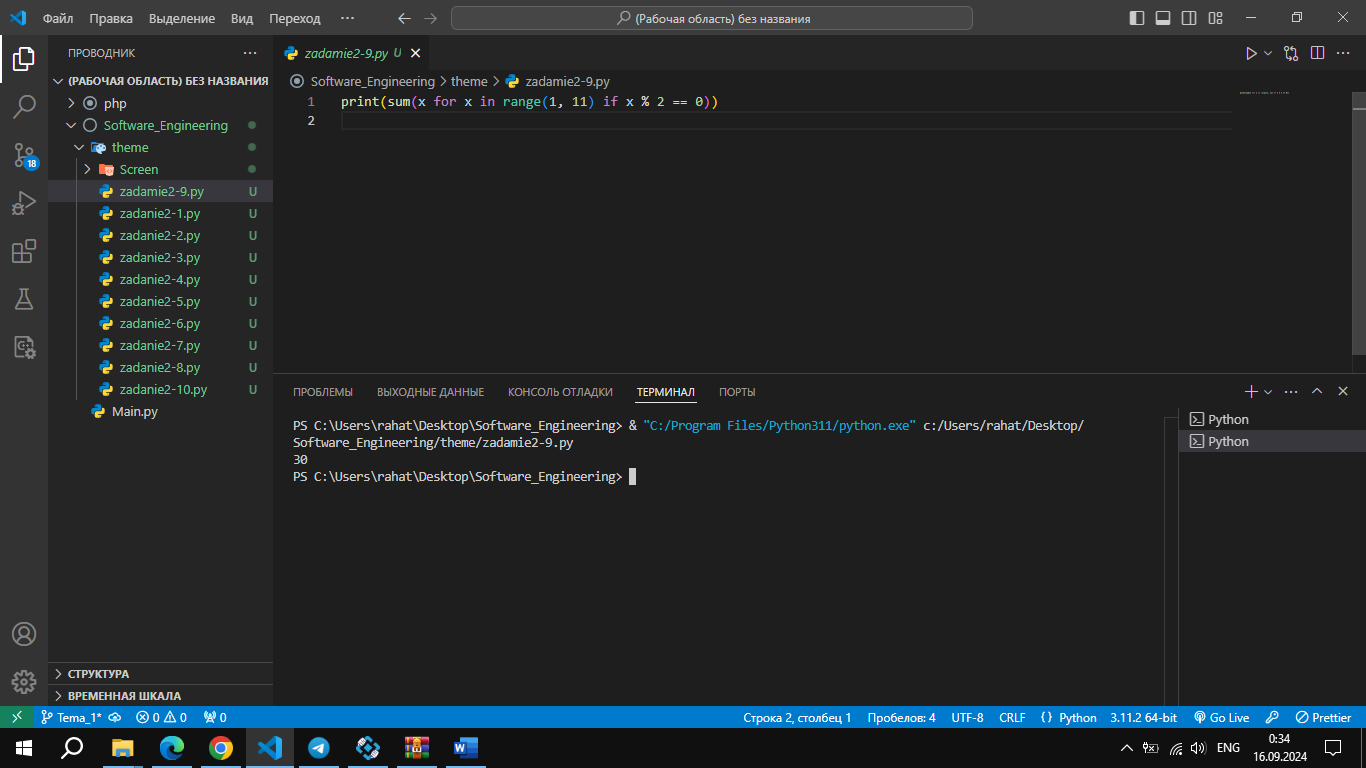 Файл Правка Выделение Вид Переход ··· (Рабочая область) без названия
ПРОВОДНИК ···
(РАБОЧАЯ ОБЛАСТЬ) БЕЗ НАЗВАНИЯ
php
Software_Engineering
theme
Screen
zadamie2-9.py U
zadanie2-1.py U
zadanie2-2.py U
zadanie2-3.py U
zadanie2-4.py U
zadanie2-5.py U
zadanie2-6.py U
zadanie2-7.py U
zadanie2-8.py U
zadanie2-10.py U
Main.py
СТРУКТУРА
ВРЕМЕННАЯ ШКАЛА
18
zadamie2-9.py U
Software_Engineering > theme > zadamie2-9.py
1 print(sum(x for x in range(1, 11) if x % 2 == 0))
2
ПРОБЛЕМЫ ВЫХОДНЫЕ ДАННЫЕ КОНСОЛЬ ОТЛАДКИ ТЕРМИНАЛ ПОРТЫ
PS C:\Users\rahat\Desktop\Software_Engineering> & "C:/Program Files/Python311/python.exe" c:/Users/rahat/Desktop/
Software_Engineering/theme/zadamie2-9.py
30
PS C:\Users\rahat\Desktop\Software_Engineering>
Python
Python
Tema_1* 0 0 0 Строка 2, столбец 1 Пробелов: 4 UTF-8 CRLF Python 3.11.2 64-bit Go Live Prettier
ENG 0:34
16.09.2024